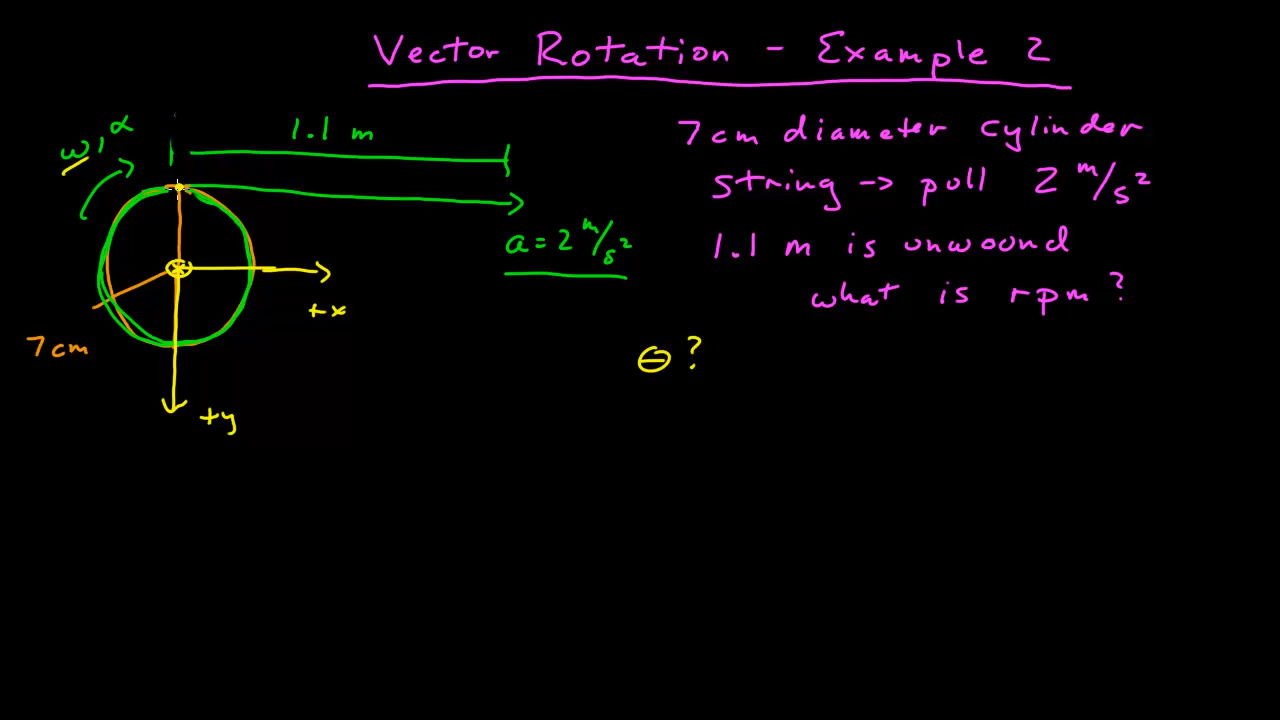 Vector Rotation - Example 2
ω, α
1.1 m
7cm diameter cylinder
string → pull 2 m/s²
a = 2 m/s²
1.1 m is unwound
what is rpm?
+x
7cm
θ?
+y